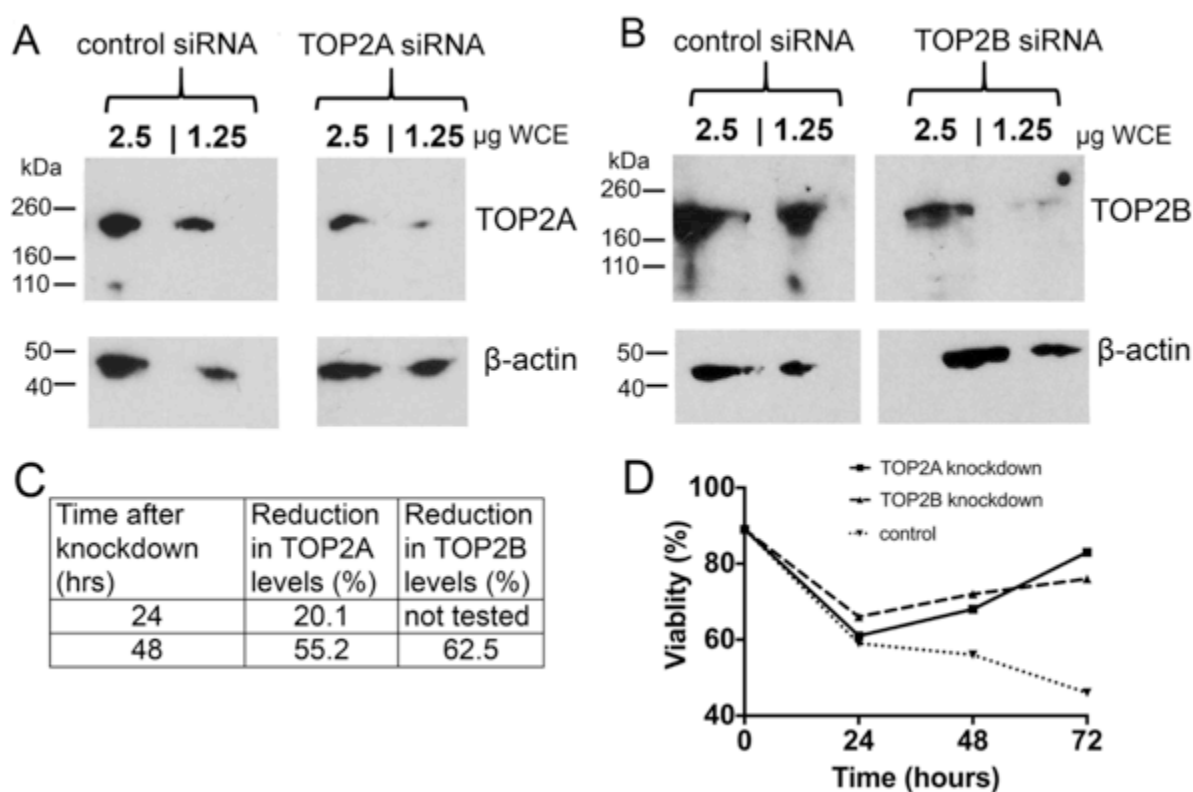 A
control siRNA
TOP2A siRNA
2.5 | 1.25
2.5 | 1.25 µg WCE
kDa
260
160
110
TOP2A
50
40
β-actin
B
control siRNA
TOP2B siRNA
2.5 | 1.25
2.5 | 1.25 µg WCE
kDa
260
160
110
TOP2B
50
40
β-actin
C
Time after knockdown (hrs)
Reduction in TOP2A levels (%)
Reduction in TOP2B levels (%)
24 20.1 not tested
48 55.2 62.5
D
TOP2A knockdown
TOP2B knockdown
control
100
80
60
40
Viablity (%)
0 24 48 72
Time (hours)